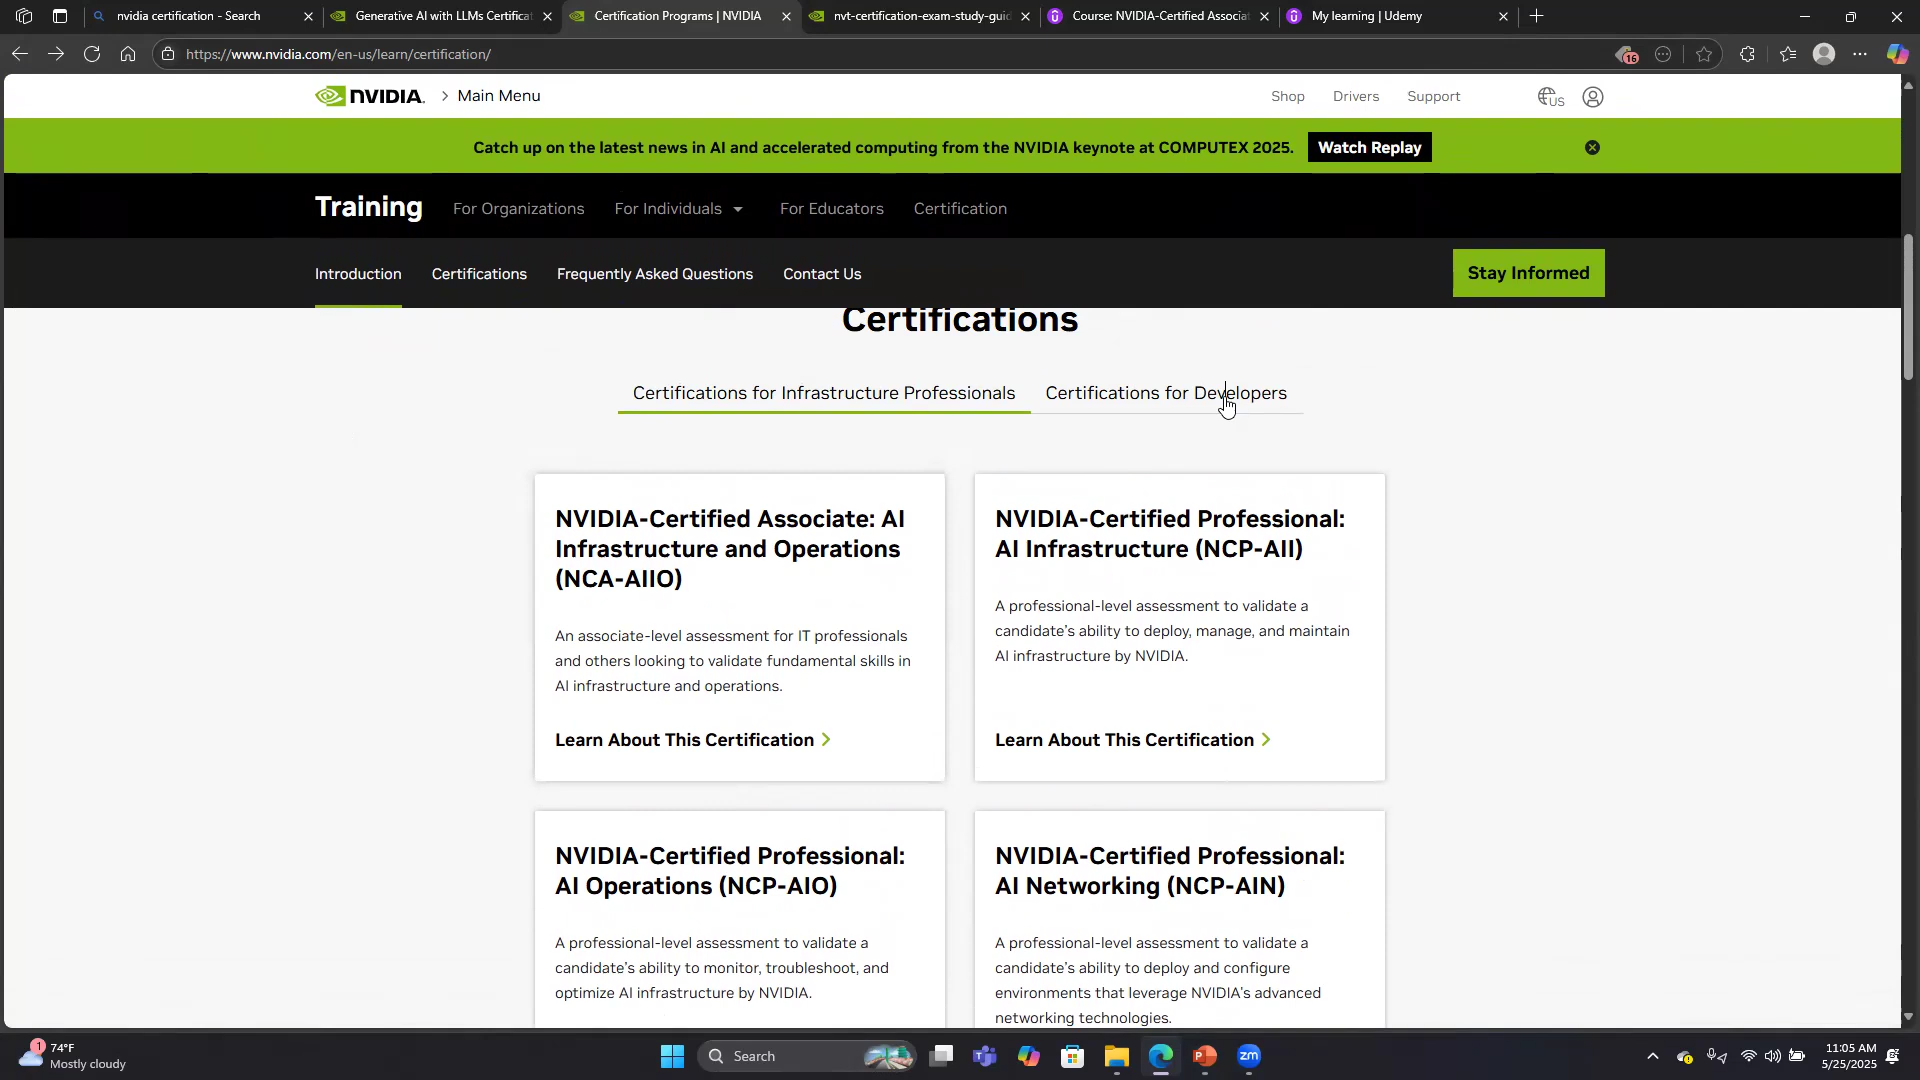 nvidia certification - Search
Generative AI with LLMs Certificat
Certification Programs | NVIDIA
nvt-certification-exam-study-guid
Course: NVIDIA-Certified Associat
My learning | Udemy
https://www.nvidia.com/en-us/learn/certification/
16
NVIDIA.
Main Menu
Shop
Drivers
Support
US
Catch up on the latest news in AI and accelerated computing from the NVIDIA keynote at COMPUTEX 2025.
Watch Replay
Training
For Organizations
For Individuals
For Educators
Certification
Introduction
Certifications
Frequently Asked Questions
Contact Us
Stay Informed
Certifications
Certifications for Infrastructure Professionals
Certifications for Developers
NVIDIA-Certified Associate: AI
Infrastructure and Operations
(NCA-AIIO)
An associate-level assessment for IT professionals
and others looking to validate fundamental skills in
AI infrastructure and operations.
Learn About This Certification
NVIDIA-Certified Professional:
AI Infrastructure (NCP-AII)
A professional-level assessment to validate a
candidate's ability to deploy, manage, and maintain
AI infrastructure by NVIDIA.
Learn About This Certification
NVIDIA-Certified Professional:
AI Operations (NCP-AIO)
A professional-level assessment to validate a
candidate's ability to monitor, troubleshoot, and
optimize AI infrastructure by NVIDIA.
NVIDIA-Certified Professional:
AI Networking (NCP-AIN)
A professional-level assessment to validate a
candidate's ability to deploy and configure
environments that leverage NVIDIA's advanced
networking technologies.
1
74°F
Mostly cloudy
Search
zm
11:05 AM
5/25/2025